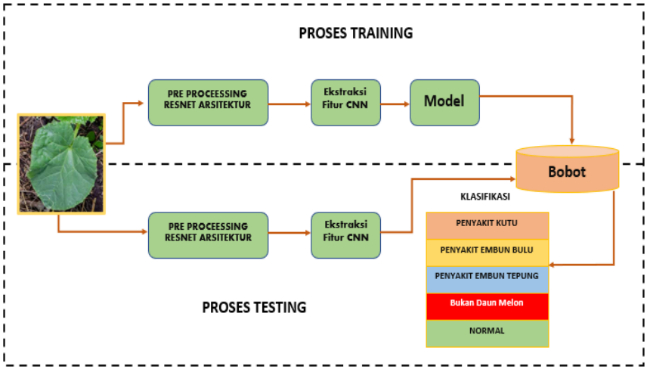 PROSES TRAINING
PRE PROCEESSING
RESNET ARSITEKTUR
Ekstraksi
Fitur CNN
Model
Bobot
KLASIFIKASI
PRE PROCEESSING
RESNET ARSITEKTUR
Ekstraksi
Fitur CNN
PENYAKIT KUTU
PENYAKIT EMBUN BULU
PENYAKIT EMBUN TEPUNG
Bukan Daun Melon
NORMAL
PROSES TESTING